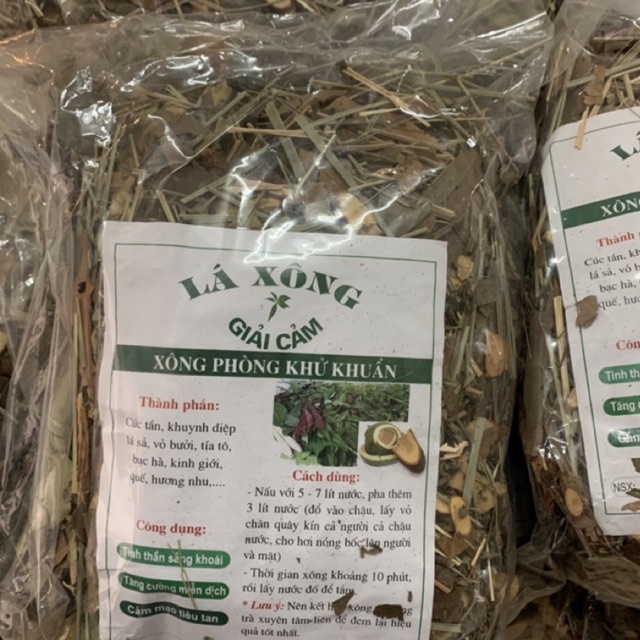 LÁ XÔNG
GIẢI CẢM
XÔNG PHÒNG KHỬ KHUẨN
Thành phần:
Cúc tấn, khuynh diệp
lá sả, vỏ bưởi, tía tô,
bạc hà, kinh giới,
quế, hương nhu,....
Công dụng:
Tinh thần sảng khoái
Tăng cường miễn dịch
Cảm mạo tiêu tan
Cách dùng:
- Nấu với 5 - 7 lít nước, pha thêm
3 lít nước (đổ vào chậu, lấy vỏ
chăn quây kín cả người cả chậu
nước, cho hơi nóng bốc lên người
và mặt)
- Thời gian xông khoảng 10 phút,
rồi lấy nước đó để tắm
* Lưu ý: Nên kết hợp xông
trà xuyên tâm liên để đem lại hiệu
quả tốt nhất.
LÁ
XÔNG
Thành
Cúc tấn, kh
lá sả, vỏ
bạc hà,
quế, hư
Côn
Tinh th
Tăng
NSX: